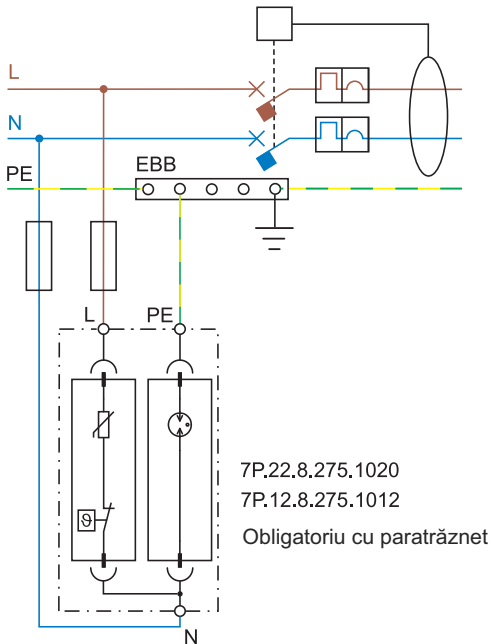 L
N
PE
EBB
L
PE
ϑ
7P.22.8.275.1020
7P.12.8.275.1012
Obligatoriu cu paratrăznet
N